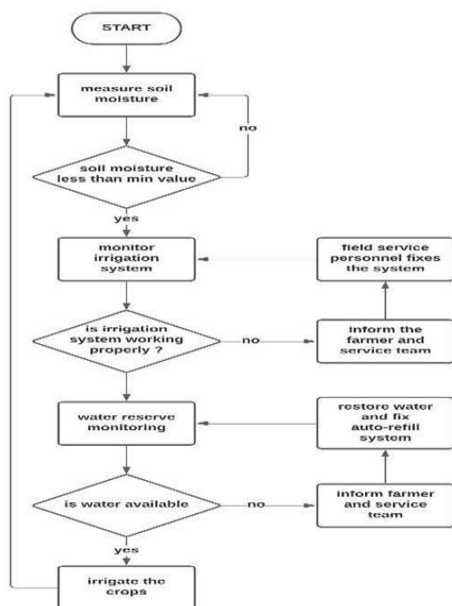 START
measure soil
moisture
no
soil moisture
less than min value
yes
monitor
irrigation
system
field service
personnel fixes
the system
is irrigation
system working
properly ?
no
inform the
farmer and
service team
water reserve
monitoring
restore water
and fix
auto-refill
system
is water available
no
inform farmer
and service
team
yes
irrigate the
crops